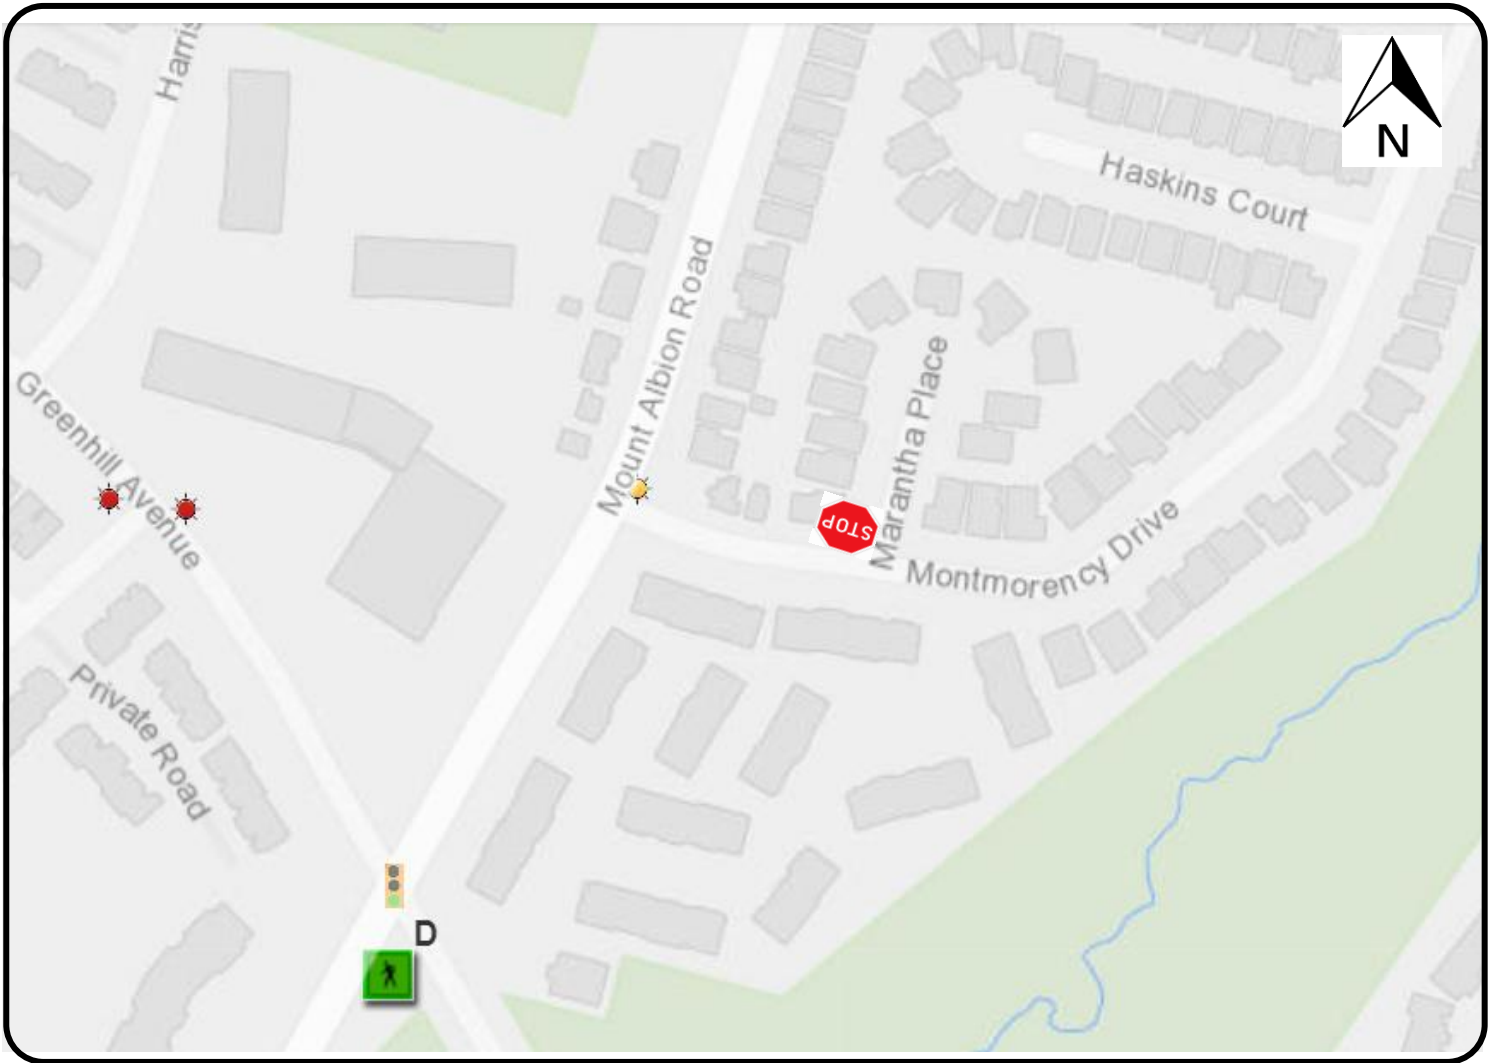 Harris
N
Haskins Court
Mount Albion Road
Marantha Place
Greenhill Avenue
STOP
Montmorency Drive
Private Road
D